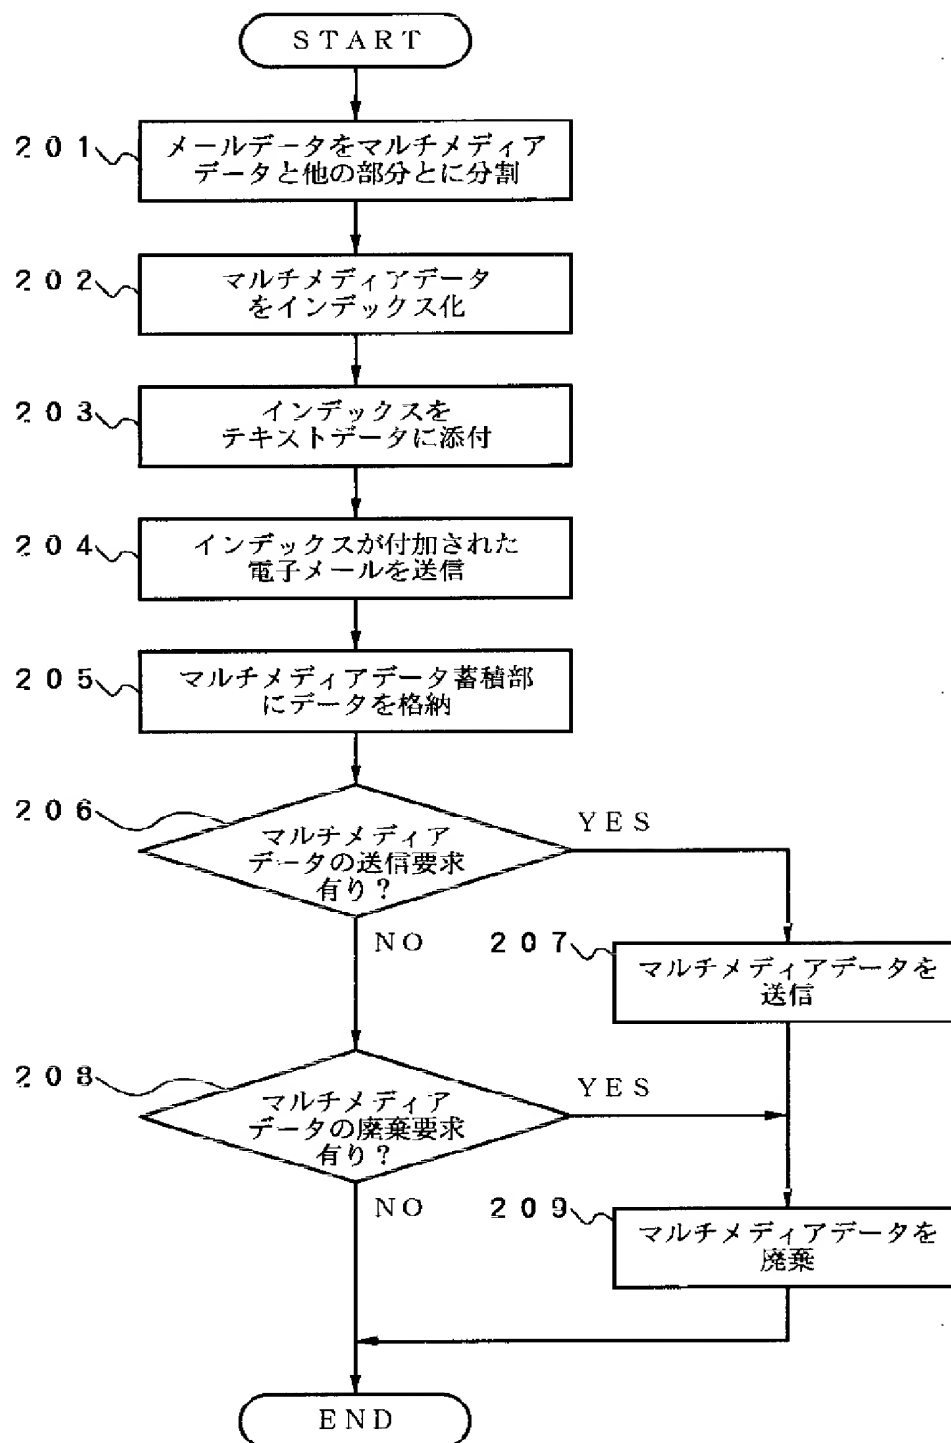 START
201
メールデータをマルチメディア
データと他の部分とに分割
202
マルチメディアデータ
をインデックス化
203
インデックスを
テキストデータに添付
204
インデックスが付加された
電子メールを送信
205
マルチメディアデータ蓄積部
にデータを格納
206
マルチメディア
データの送信要求
有り?
YES
NO
207
マルチメディアデータを
送信
208
マルチメディア
データの廃棄要求
有り?
YES
NO
209
マルチメディアデータを
廃棄
END